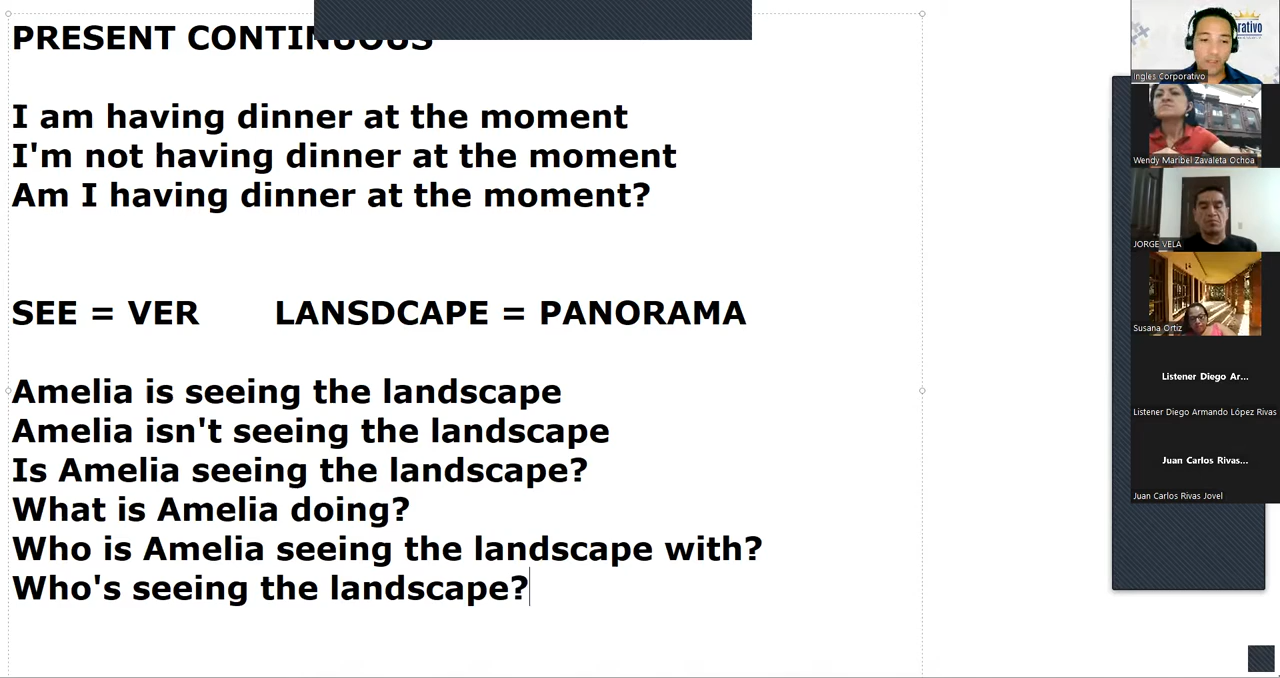 PRESENT CONTINUOUS
I am having dinner at the moment
I'm not having dinner at the moment
Am I having dinner at the moment?
SEE = VER LANSDCAPE = PANORAMA
Amelia is seeing the landscape
Amelia isn't seeing the landscape
Is Amelia seeing the landscape?
What is Amelia doing?
Who is Amelia seeing the landscape with?
Who's seeing the landscape?
rativo
Ingles Corporativo
Wendy Maribel Zavaleta Ochoa
JORGE VELA
Susana Ortiz
Listener Diego Ar...
Listener Diego Armando López Rivas
Juan Carlos Rivas...
Juan Carlos Rivas Jovel